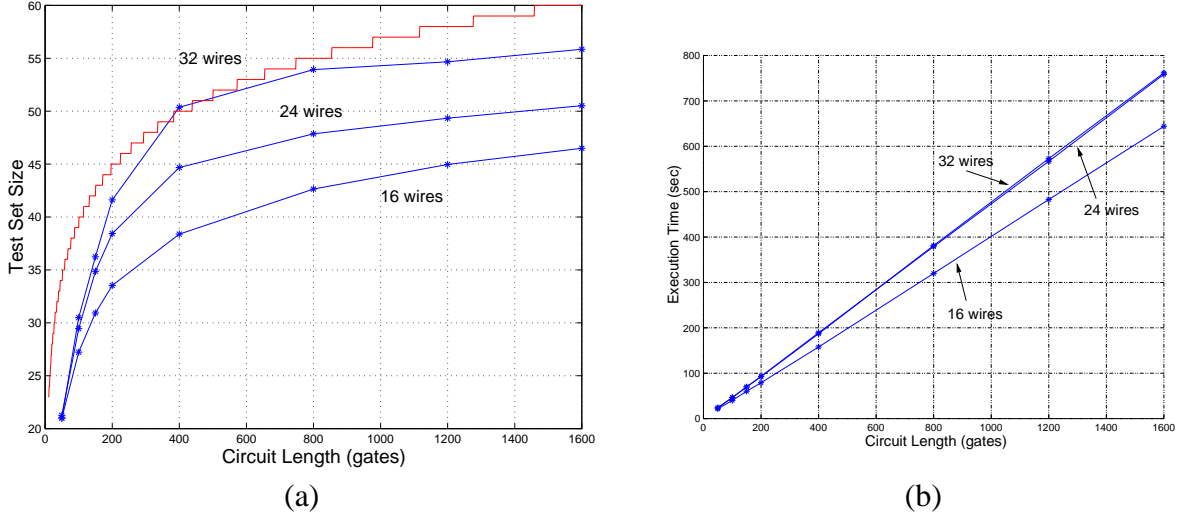 60
55
50
45
40
35
30
25
20
Test Set Size
32 wires
24 wires
16 wires
0 200 400 600 800 1000 1200 1400 1600
Circuit Length (gates)
(a)
800
700
600
500
400
300
200
100
0
Execution Time (sec)
32 wires
24 wires
16 wires
0 200 400 600 800 1000 1200 1400 1600
Circuit Length (gates)
(b)